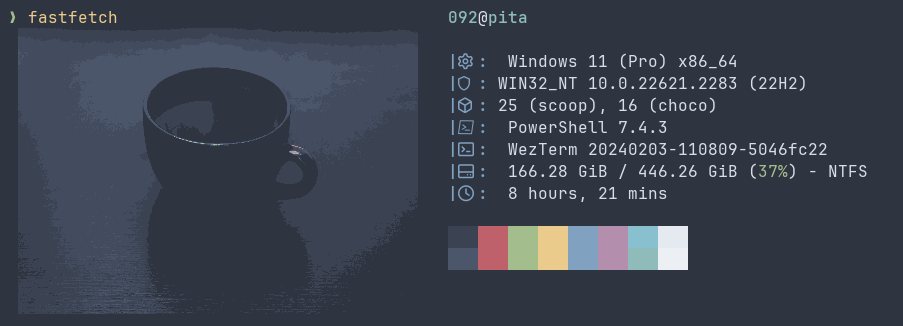 ❯ fastfetch
092@pita
| : Windows 11 (Pro) x86_64
| : WIN32_NT 10.0.22621.2283 (22H2)
| : 25 (scoop), 16 (choco)
| : PowerShell 7.4.3
| : WezTerm 20240203-110809-5046fc22
| : 166.28 GiB / 446.26 GiB (37%) - NTFS
| : 8 hours, 21 mins